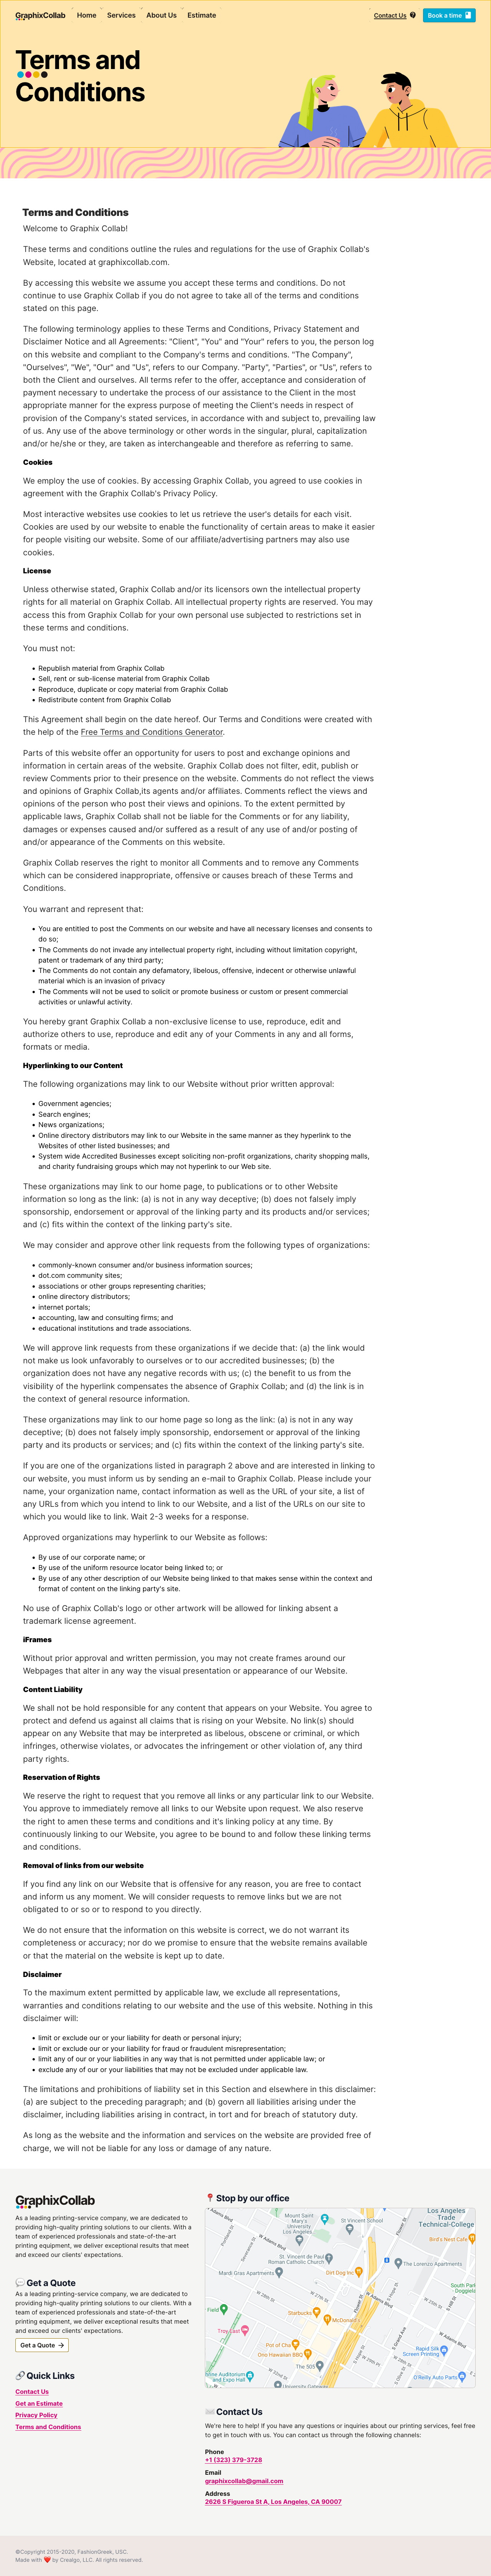 GraphixCollab
Home
Services
About Us
Estimate
Contact Us
Book a time
Terms and
Conditions
Terms and Conditions
Welcome to Graphix Collab!
These terms and conditions outline the rules and regulations for the use of Graphix Collab's
Website, located at graphixcollab.com.
By accessing this website we assume you accept these terms and conditions. Do not
continue to use Graphix Collab if you do not agree to take all of the terms and conditions
stated on this page.
The following terminology applies to these Terms and Conditions, Privacy Statement and
Disclaimer Notice and all Agreements: "Client", "You" and "Your" refers to you, the person log
on this website and compliant to the Company's terms and conditions. "The Company",
"Ourselves", "We", "Our" and "Us", refers to our Company. "Party", "Parties", or "Us", refers to
both the Client and ourselves. All terms refer to the offer, acceptance and consideration of
payment necessary to undertake the process of our assistance to the Client in the most
appropriate manner for the express purpose of meeting the Client's needs in respect of
provision of the Company's stated services, in accordance with and subject to, prevailing law
of us. Any use of the above terminology or other words in the singular, plural, capitalization
and/or he/she or they, are taken as interchangeable and therefore as referring to same.
Cookies
We employ the use of cookies. By accessing Graphix Collab, you agreed to use cookies in
agreement with the Graphix Collab's Privacy Policy.
Most interactive websites use cookies to let us retrieve the user's details for each visit.
Cookies are used by our website to enable the functionality of certain areas to make it easier
for people visiting our website. Some of our affiliate/advertising partners may also use
cookies.
License
Unless otherwise stated, Graphix Collab and/or its licensors own the intellectual property
rights for all material on Graphix Collab. All intellectual property rights are reserved. You may
access this from Graphix Collab for your own personal use subjected to restrictions set in
these terms and conditions.
You must not:
• Republish material from Graphix Collab
• Sell, rent or sub-license material from Graphix Collab
• Reproduce, duplicate or copy material from Graphix Collab
• Redistribute content from Graphix Collab
This Agreement shall begin on the date hereof. Our Terms and Conditions were created with
the help of the Free Terms and Conditions Generator.
Parts of this website offer an opportunity for users to post and exchange opinions and
information in certain areas of the website. Graphix Collab does not filter, edit, publish or
review Comments prior to their presence on the website. Comments do not reflect the views
and opinions of Graphix Collab,its agents and/or affiliates. Comments reflect the views and
opinions of the person who post their views and opinions. To the extent permitted by
applicable laws, Graphix Collab shall not be liable for the Comments or for any liability,
damages or expenses caused and/or suffered as a result of any use of and/or posting of
and/or appearance of the Comments on this website.
Graphix Collab reserves the right to monitor all Comments and to remove any Comments
which can be considered inappropriate, offensive or causes breach of these Terms and
Conditions.
You warrant and represent that:
• You are entitled to post the Comments on our website and have all necessary licenses and consents to
do so;
• The Comments do not invade any intellectual property right, including without limitation copyright,
patent or trademark of any third party;
• The Comments do not contain any defamatory, libelous, offensive, indecent or otherwise unlawful
material which is an invasion of privacy
• The Comments will not be used to solicit or promote business or custom or present commercial
activities or unlawful activity.
You hereby grant Graphix Collab a non-exclusive license to use, reproduce, edit and
authorize others to use, reproduce and edit any of your Comments in any and all forms,
formats or media.
Hyperlinking to our Content
The following organizations may link to our Website without prior written approval:
• Government agencies;
• Search engines;
• News organizations;
• Online directory distributors may link to our Website in the same manner as they hyperlink to the
Websites of other listed businesses; and
• System wide Accredited Businesses except soliciting non-profit organizations, charity shopping malls,
and charity fundraising groups which may not hyperlink to our Web site.
These organizations may link to our home page, to publications or to other Website
information so long as the link: (a) is not in any way deceptive; (b) does not falsely imply
sponsorship, endorsement or approval of the linking party and its products and/or services;
and (c) fits within the context of the linking party's site.
We may consider and approve other link requests from the following types of organizations:
• commonly-known consumer and/or business information sources;
• dot.com community sites;
• associations or other groups representing charities;
• online directory distributors;
• internet portals;
• accounting, law and consulting firms; and
• educational institutions and trade associations.
We will approve link requests from these organizations if we decide that: (a) the link would
not make us look unfavorably to ourselves or to our accredited businesses; (b) the
organization does not have any negative records with us; (c) the benefit to us from the
visibility of the hyperlink compensates the absence of Graphix Collab; and (d) the link is in
the context of general resource information.
These organizations may link to our home page so long as the link: (a) is not in any way
deceptive; (b) does not falsely imply sponsorship, endorsement or approval of the linking
party and its products or services; and (c) fits within the context of the linking party's site.
If you are one of the organizations listed in paragraph 2 above and are interested in linking to
our website, you must inform us by sending an e-mail to Graphix Collab. Please include your
name, your organization name, contact information as well as the URL of your site, a list of
any URLs from which you intend to link to our Website, and a list of the URLs on our site to
which you would like to link. Wait 2-3 weeks for a response.
Approved organizations may hyperlink to our Website as follows:
• By use of our corporate name; or
• By use of the uniform resource locator being linked to; or
• By use of any other description of our Website being linked to that makes sense within the context and
format of content on the linking party's site.
No use of Graphix Collab's logo or other artwork will be allowed for linking absent a
trademark license agreement.
iFrames
Without prior approval and written permission, you may not create frames around our
Webpages that alter in any way the visual presentation or appearance of our Website.
Content Liability
We shall not be hold responsible for any content that appears on your Website. You agree to
protect and defend us against all claims that is rising on your Website. No link(s) should
appear on any Website that may be interpreted as libelous, obscene or criminal, or which
infringes, otherwise violates, or advocates the infringement or other violation of, any third
party rights.
Reservation of Rights
We reserve the right to request that you remove all links or any particular link to our Website.
You approve to immediately remove all links to our Website upon request. We also reserve
the right to amen these terms and conditions and it's linking policy at any time. By
continuously linking to our Website, you agree to be bound to and follow these linking terms
and conditions.
Removal of links from our website
If you find any link on our Website that is offensive for any reason, you are free to contact
and inform us any moment. We will consider requests to remove links but we are not
obligated to or so or to respond to you directly.
We do not ensure that the information on this website is correct, we do not warrant its
completeness or accuracy; nor do we promise to ensure that the website remains available
or that the material on the website is kept up to date.
Disclaimer
To the maximum extent permitted by applicable law, we exclude all representations,
warranties and conditions relating to our website and the use of this website. Nothing in this
disclaimer will:
• limit or exclude our or your liability for death or personal injury;
• limit or exclude our or your liability for fraud or fraudulent misrepresentation;
• limit any of our or your liabilities in any way that is not permitted under applicable law; or
• exclude any of our or your liabilities that may not be excluded under applicable law.
The limitations and prohibitions of liability set in this Section and elsewhere in this disclaimer:
(a) are subject to the preceding paragraph; and (b) govern all liabilities arising under the
disclaimer, including liabilities arising in contract, in tort and for breach of statutory duty.
As long as the website and the information and services on the website are provided free of
charge, we will not be liable for any loss or damage of any nature.
GraphixCollab
As a leading printing-service company, we are dedicated to
providing high-quality printing solutions to our clients. With a
team of experienced professionals and state-of-the-art
printing equipment, we deliver exceptional results that meet
and exceed our clients' expectations.
Get a Quote
As a leading printing-service company, we are dedicated to
providing high-quality printing solutions to our clients. With a
team of experienced professionals and state-of-the-art
printing equipment, we deliver exceptional results that meet
and exceed our clients' expectations.
Get a Quote →
Quick Links
Contact Us
Get an Estimate
Privacy Policy
Terms and Conditions
Stop by our office
W Adams Blvd
Mount Saint
Mary's
University
Los Angeles
St Vincent School
Los Angeles
Trade
Technical-College
Bird's Nest Cafe
St. Vincent de Paul
Roman Catholic Church
Mardi Gras Apartments
Dirt Dog Inc
The Lorenzo Apartments
South Park
Doggela
Field
Starbucks
McDonald's
Troy East
Pot of Cha
Ono Hawaiian BBQ
The 505
Rapid Silk
Screen Printing
O'Reilly Auto Parts
ine Auditorium
and Expo Hall
University Gateway
Contact Us
We're here to help! If you have any questions or inquiries about our printing services, feel free
to contact us. You can contact us through the following channels:
Phone
+1 (323) 379-3728
Email
graphixcollab@gmail.com
Address
2626 S Figueroa St A, Los Angeles, CA 90007
©Copyright 2015-2020, FashionGreek, USC.
Made with ❤️ by Crealgo, LLC. All rights reserved.